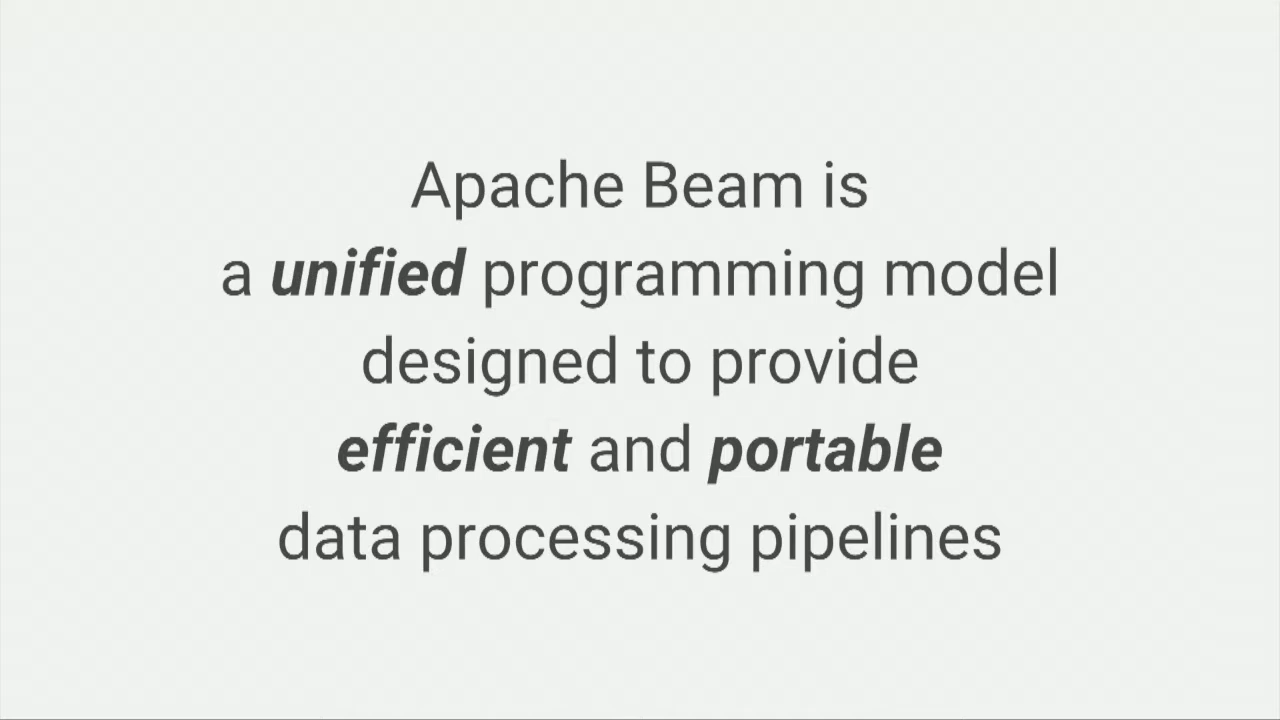 Apache Beam is
a unified programming model
designed to provide
efficient and portable
data processing pipelines